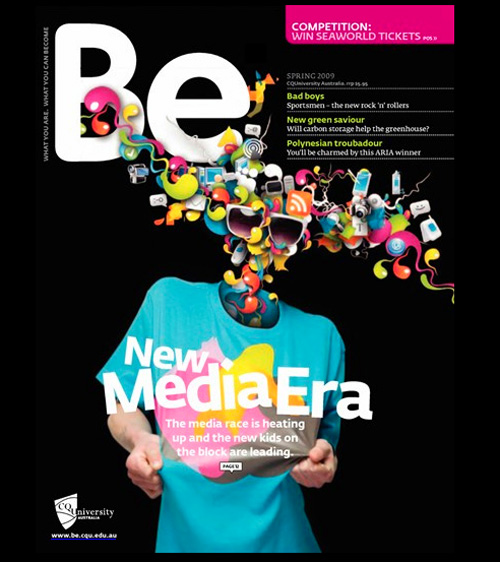 COMPETITION:
WIN SEAWORLD TICKETS PG5 »
WHAT YOU ARE. WHAT YOU CAN BECOME
Be
SPRING 2009
CQUniversity Australia.
Bad boys
Sportsmen – the new rock 'n' rollers
New green saviour
Will carbon storage help the greenhouse?
Polynesian troubadour
You'll be charmed by this ARIA winner
New
Media Era
The media race is heating
up and the new kids on
the block are leading.
CQUniversity
AUSTRALIA
www.be.cqu.edu.au